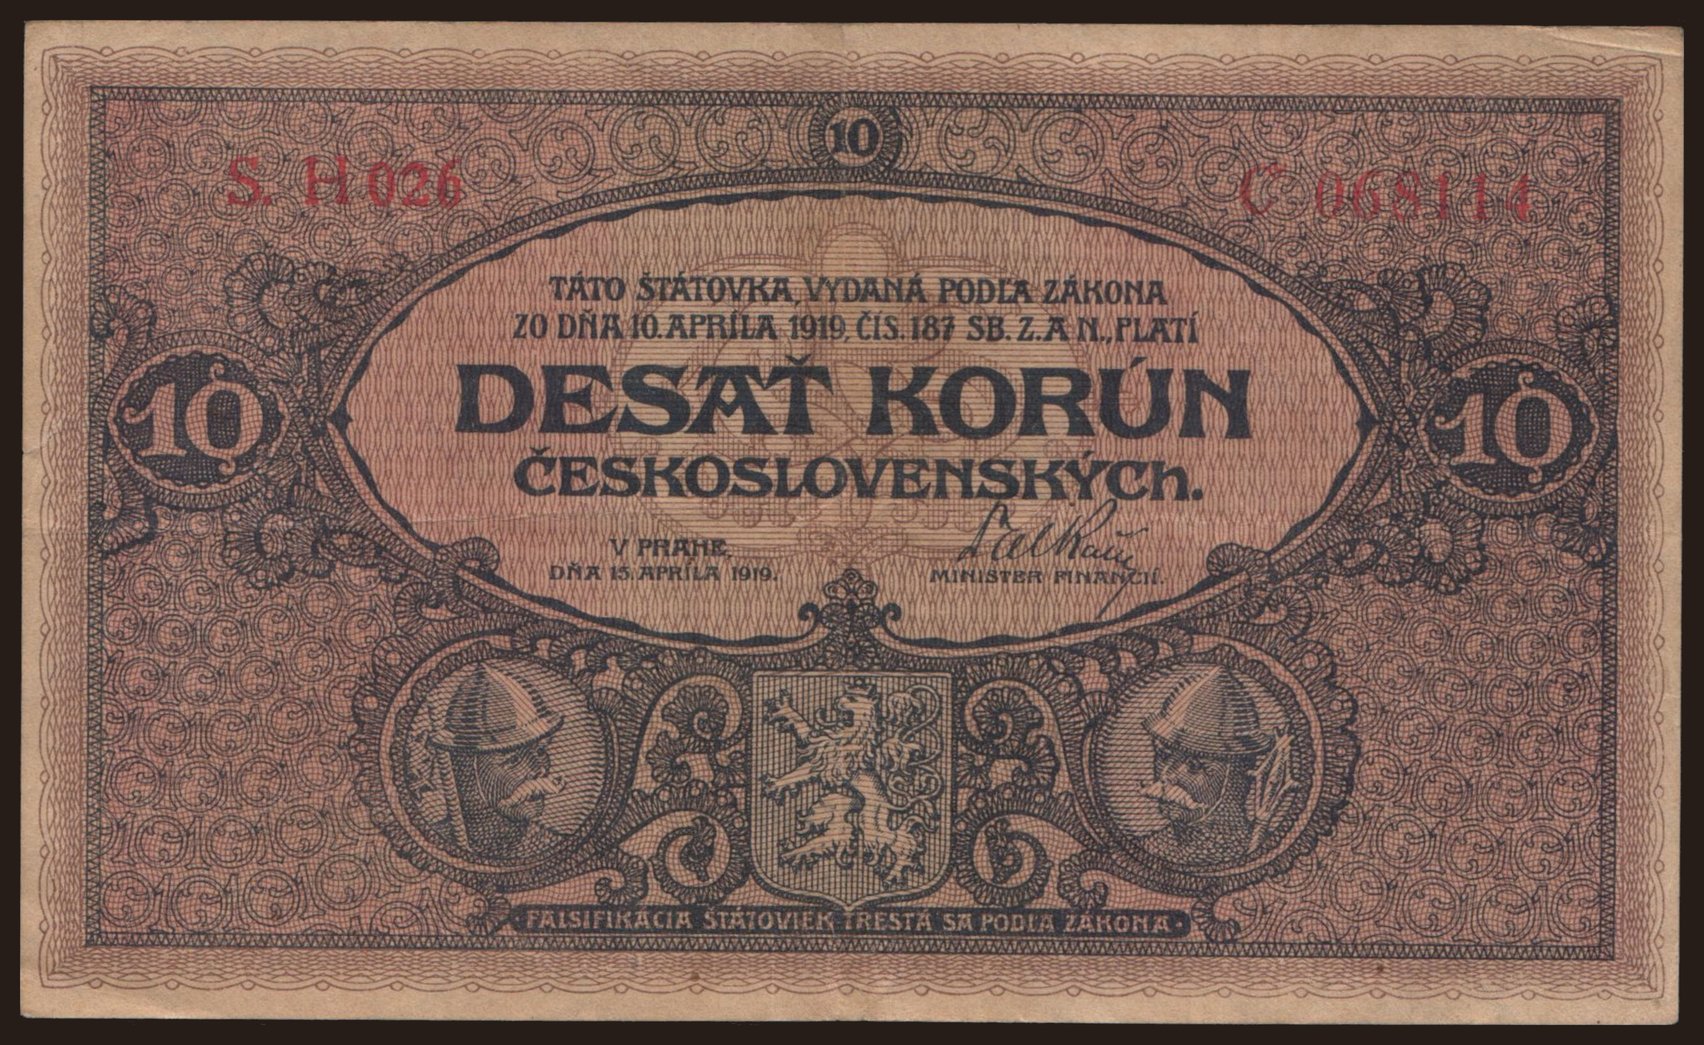 10
S. H 026
C 068114
TÁTO ŠTÁTOVKA, VYDANÁ PODĽA ZÁKONA
ZO DŇA 10. APRÍLA 1919, ČÍS. 187 SB. Z. A N., PLATÍ
10
DESAŤ KORÚN
10
ČESKOSLOVENSKÝCh.
V PRAHE,
DŇA 15. APRÍLA 1919.
MINISTER FINANCIÍ.
· FALSIFIKÁCIA ŠTÁTOVIEK TRESTÁ SA PODĽA ZÁKONA ·